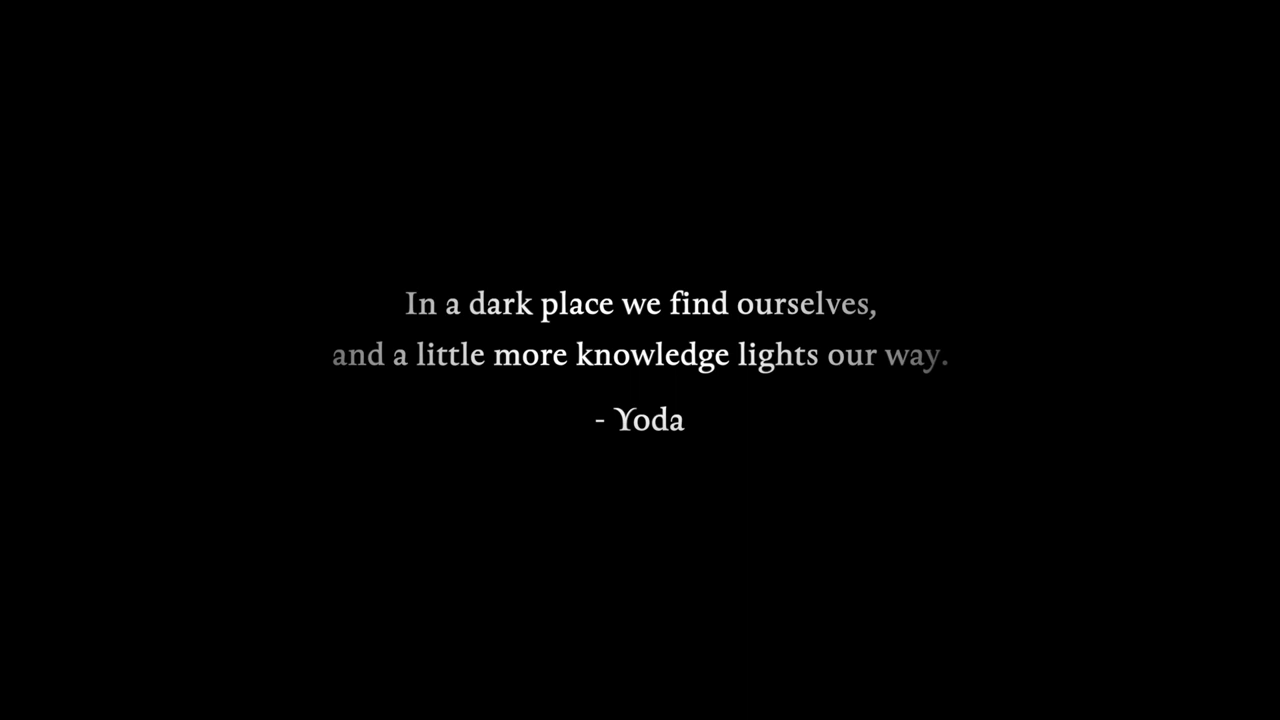 In a dark place we find ourselves,
and a little more knowledge lights our way.
- Yoda